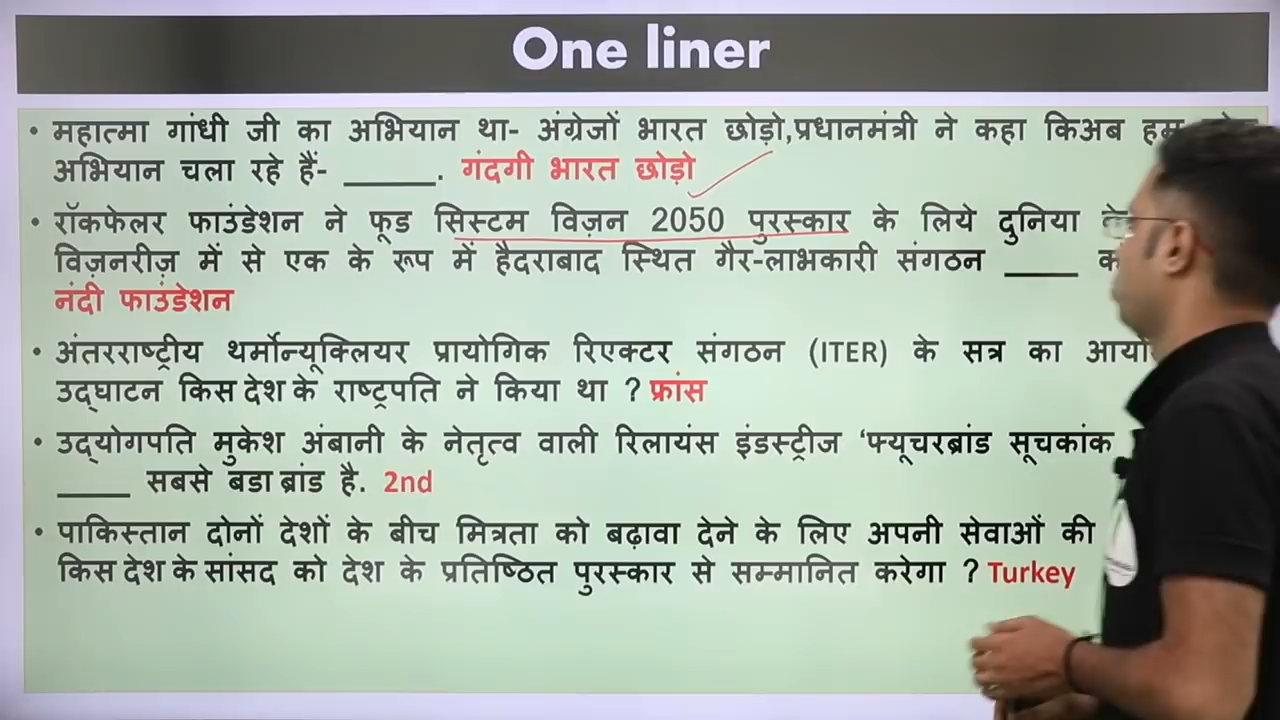 One liner
• महात्मा गांधी जी का अभियान था- अंग्रेजों भारत छोड़ो,प्रधानमंत्री ने कहा किअब हम
अभियान चला रहे हैं- ______. गंदगी भारत छोड़ो
• रॉकफेलर फाउंडेशन ने फूड सिस्टम विज़न 2050 पुरस्कार के लिये दुनिया के
विज़नरीज़ में से एक के रूप में हैदराबाद स्थित गैर-लाभकारी संगठन _____
नंदी फाउंडेशन
• अंतरराष्ट्रीय थर्मोन्यूक्लियर प्रायोगिक रिएक्टर संगठन (ITER) के सत्र का
उद्घाटन किस देश के राष्ट्रपति ने किया था ? फ्रांस
• उद्योगपति मुकेश अंबानी के नेतृत्व वाली रिलायंस इंडस्ट्रीज ‘फ्यूचरब्रांड सूचकांक
_____ सबसे बडा ब्रांड है. 2nd
• पाकिस्तान दोनों देशों के बीच मित्रता को बढ़ावा देने के लिए अपनी सेवाओं की
किस देश के सांसद को देश के प्रतिष्ठित पुरस्कार से सम्मानित करेगा ? Turkey